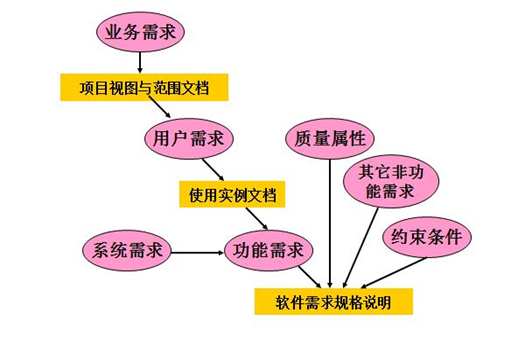 业务需求
项目视图与范围文档
用户需求
质量属性
其它非功
能需求
使用实例文档
约束条件
系统需求
功能需求
软件需求规格说明